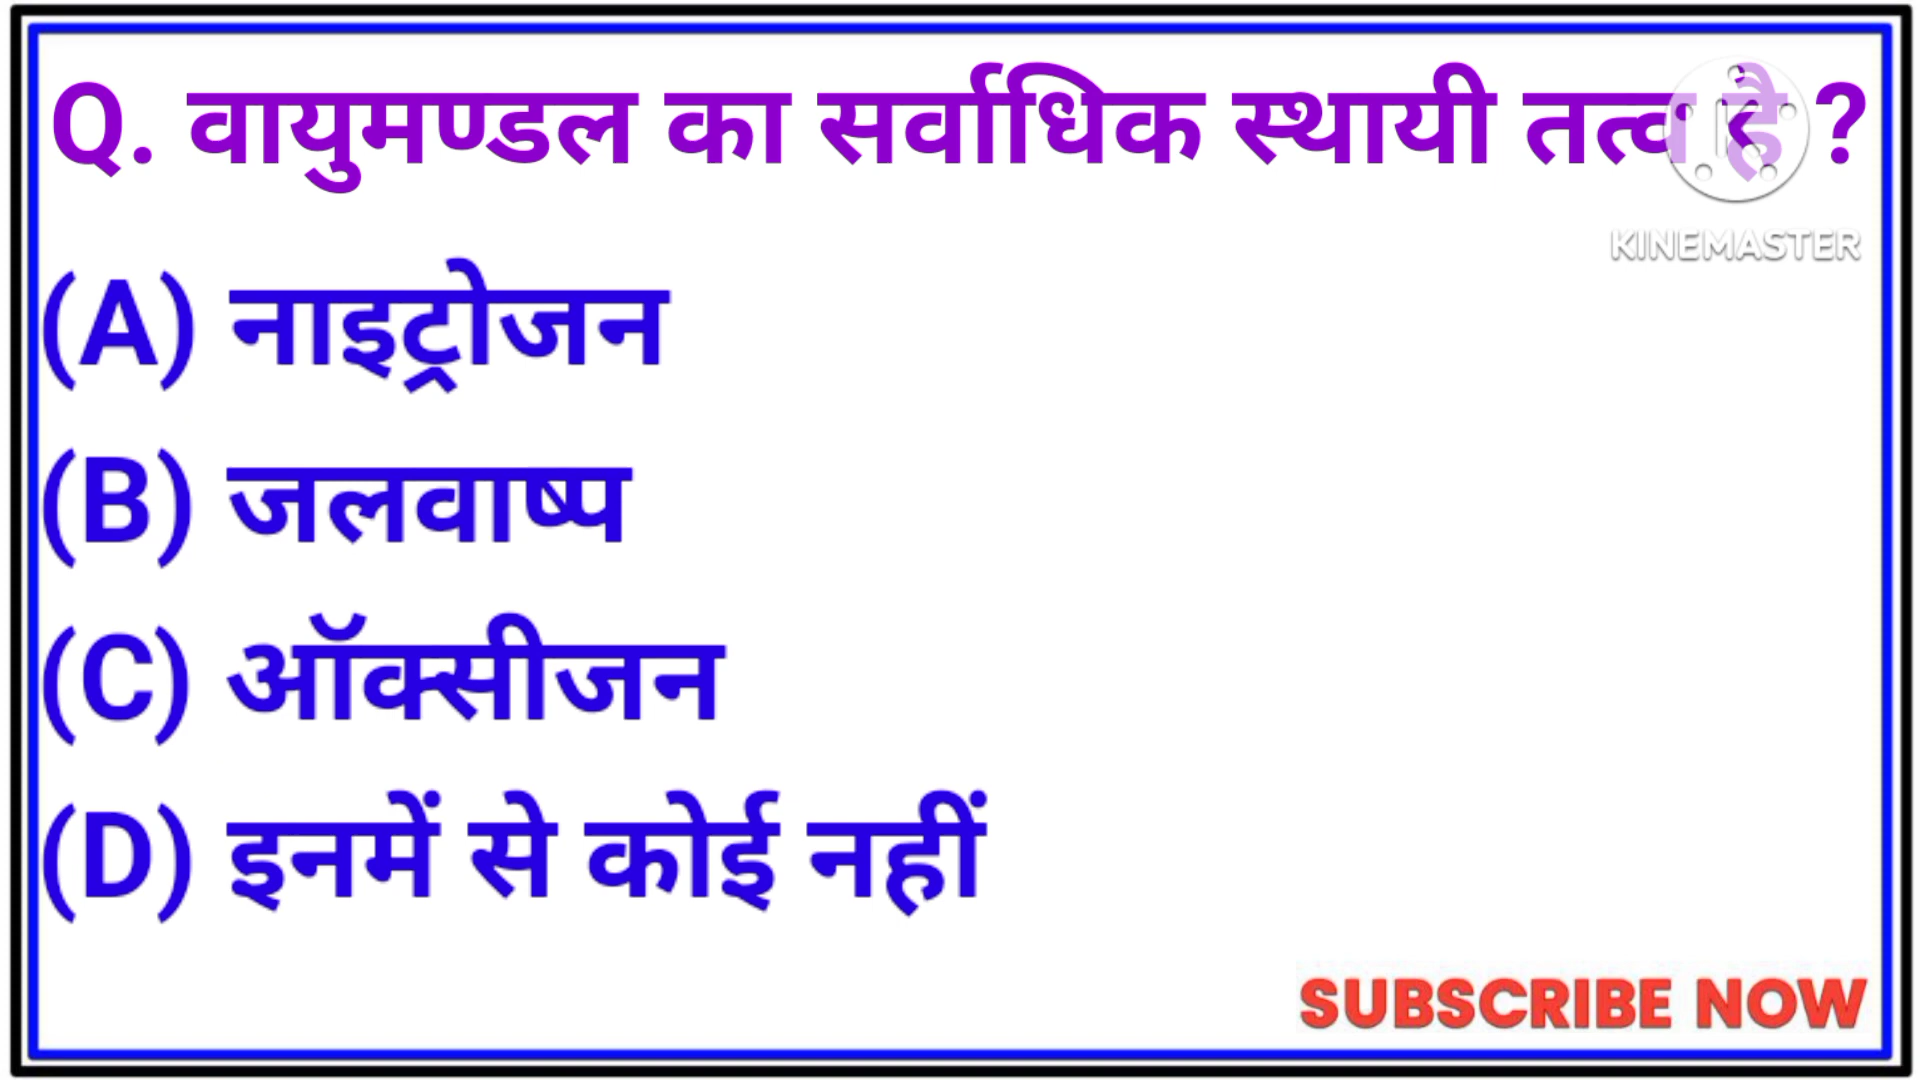 Q. वायुमण्डल का सर्वाधिक स्थायी तत्व है ?
KINEMASTER
(A) नाइट्रोजन
(B) जलवाष्प
(C) ऑक्सीजन
(D) इनमें से कोई नहीं
SUBSCRIBE NOW